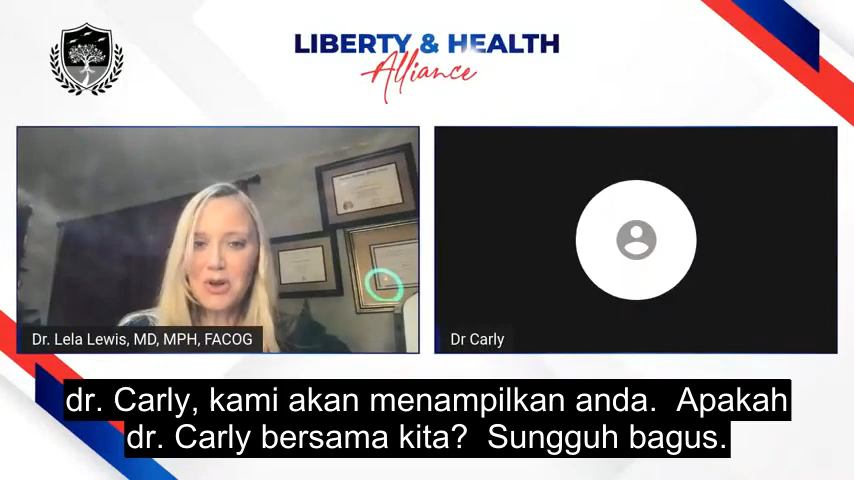 LIBERTY & HEALTH
Alliance
Dr. Lela Lewis, MD, MPH, FACOG
Dr Carly
dr. Carly, kami akan menampilkan anda.  Apakah
dr. Carly bersama kita?  Sungguh bagus.